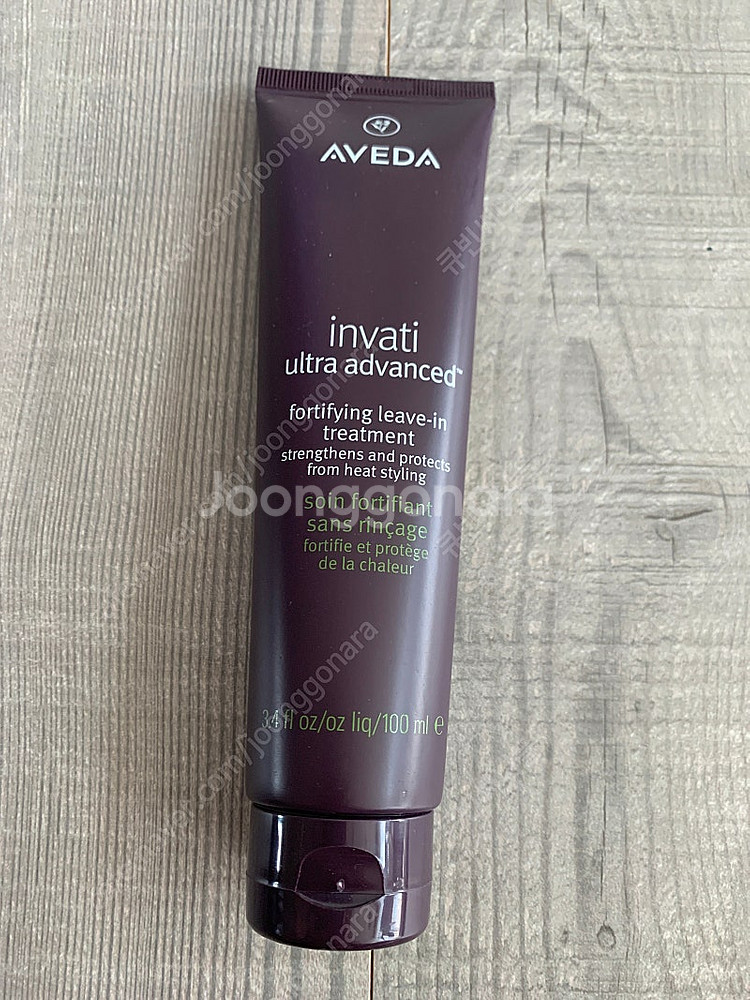 AVEDA
invati
ultra advanced™
fortifying leave-in
treatment
strengthens and protects
from heat styling
Joonggonara
soin fortifiant
sans rinçage
fortifie et protège
de la chaleur
3.4 fl oz/oz liq/100 ml e